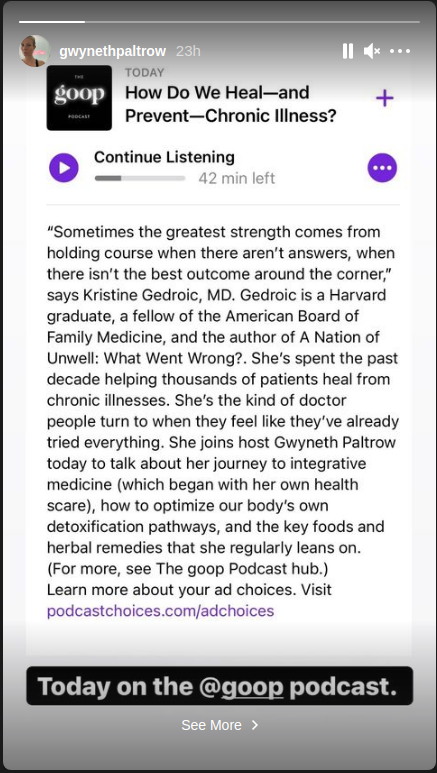 gwynethpaltrow 23h
THE
goop
PODCAST
TODAY
How Do We Heal—and
Prevent—Chronic Illness?
Continue Listening
42 min left
“Sometimes the greatest strength comes from
holding course when there aren’t answers, when
there isn’t the best outcome around the corner,”
says Kristine Gedroic, MD. Gedroic is a Harvard
graduate, a fellow of the American Board of
Family Medicine, and the author of A Nation of
Unwell: What Went Wrong?. She’s spent the past
decade helping thousands of patients heal from
chronic illnesses. She’s the kind of doctor
people turn to when they feel like they’ve already
tried everything. She joins host Gwyneth Paltrow
today to talk about her journey to integrative
medicine (which began with her own health
scare), how to optimize our body’s own
detoxification pathways, and the key foods and
herbal remedies that she regularly leans on.
(For more, see The goop Podcast hub.)
Learn more about your ad choices. Visit
podcastchoices.com/adchoices
Today on the @goop podcast.
See More